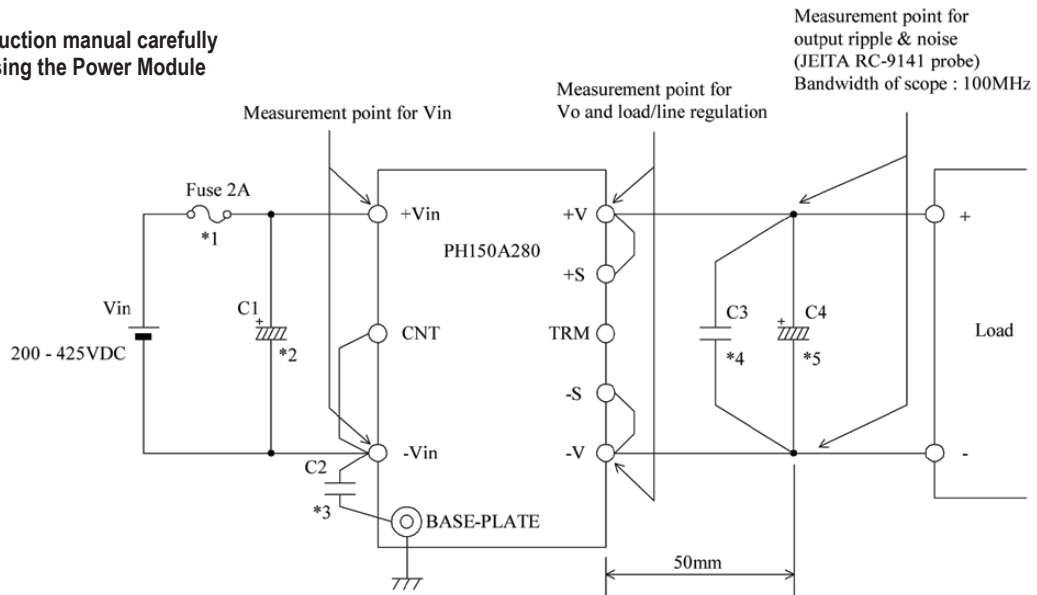 uction manual carefully
sing the Power Module
Measurement point for
output ripple & noise
(JEITA RC-9141 probe)
Bandwidth of scope : 100MHz
Measurement point for
Vo and load/line regulation
Measurement point for Vin
Fuse 2A
*1
+Vin
+V
PH150A280
+S
Vin
200 - 425VDC
C1
+
*2
CNT
TRM
C3
*4
C4
+
*5
Load
+
-S
-Vin
-V
-
C2
*3
BASE-PLATE
50mm